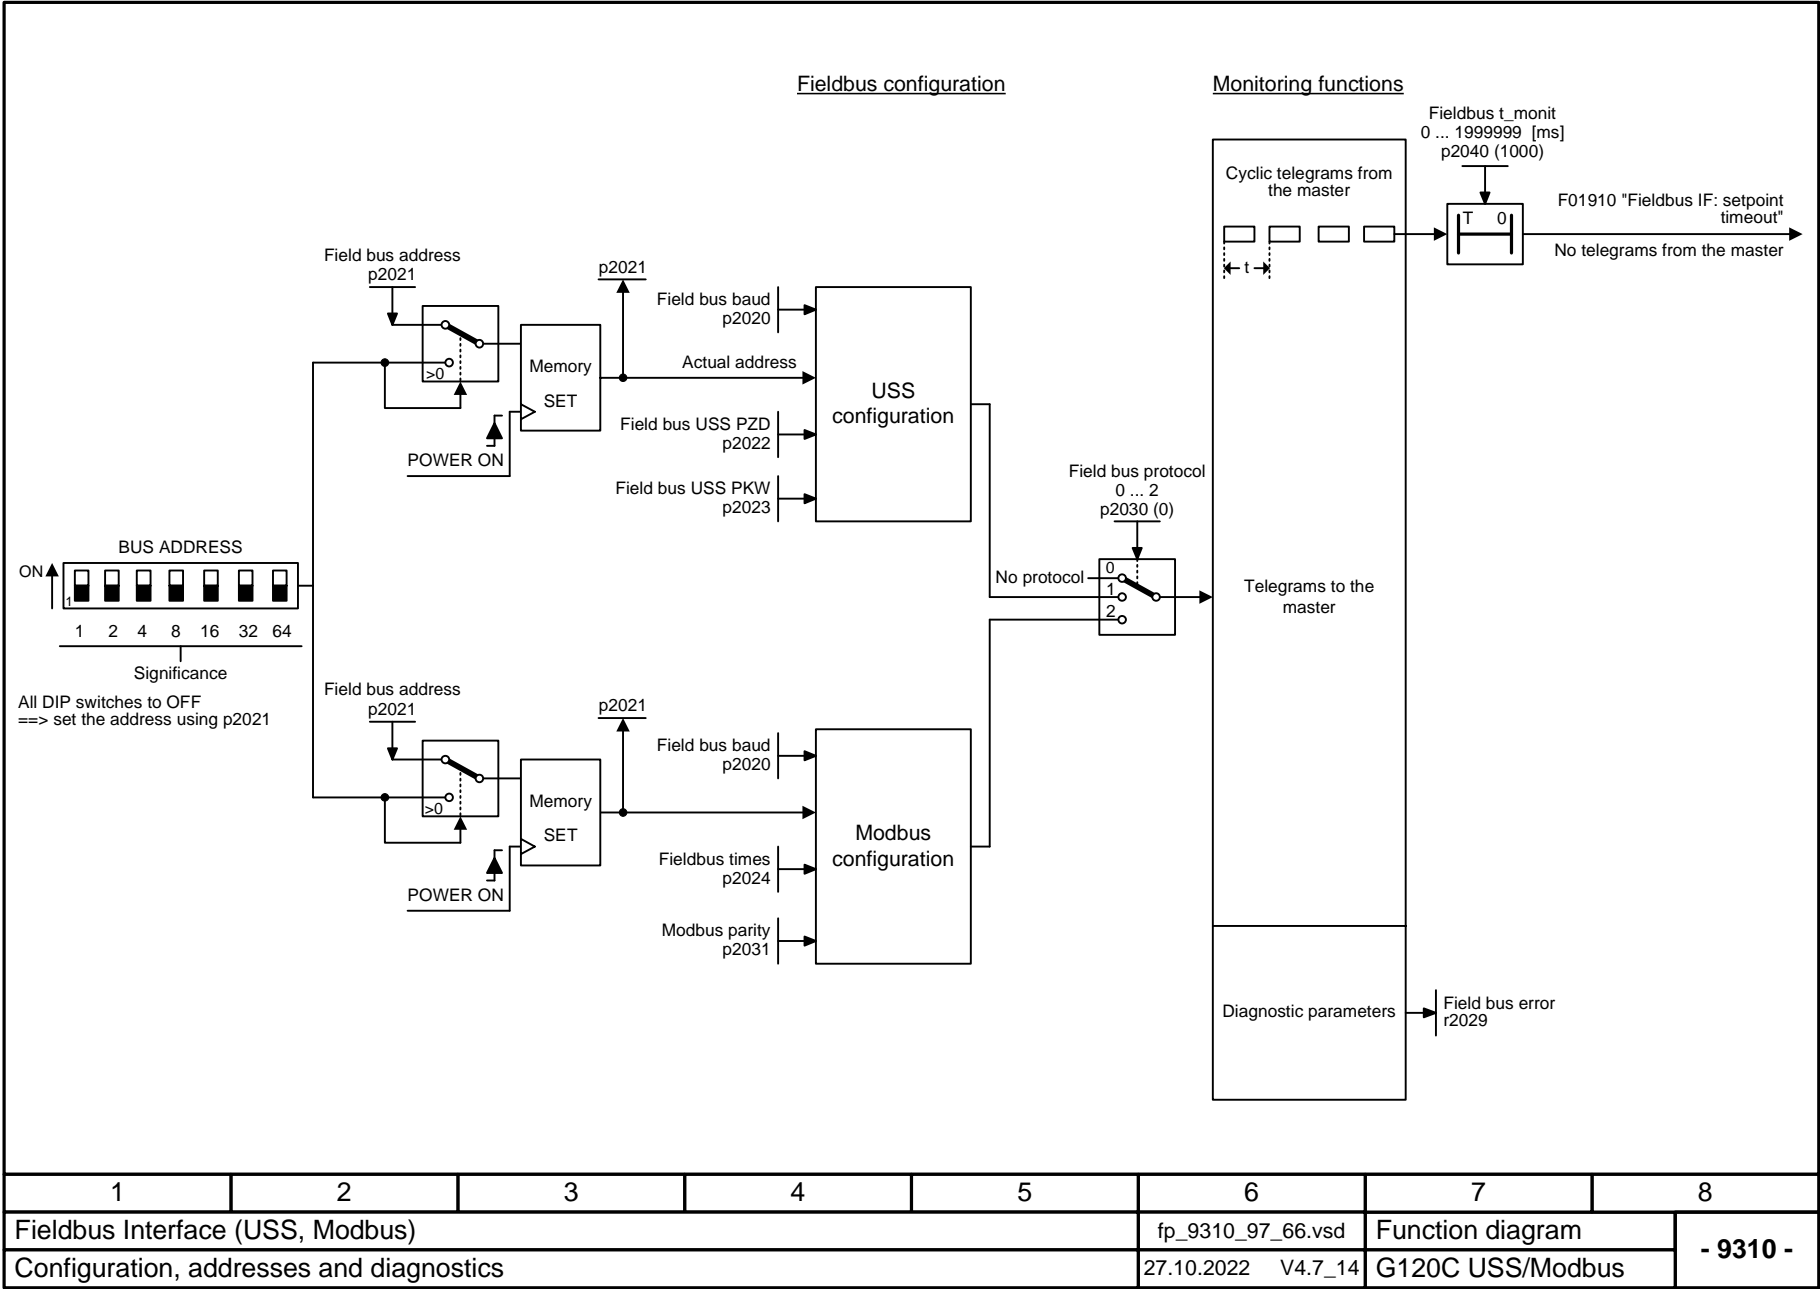 Fieldbus configuration
Monitoring functions
Fieldbus t_monit
0 ... 1999999 [ms]
p2040 (1000)
Cyclic telegrams from
the master
T 0
F01910 "Fieldbus IF: setpoint
timeout"
No telegrams from the master
t
Field bus address
p2021
>0
Memory
SET
POWER ON
p2021
Field bus baud
p2020
Actual address
Field bus USS PZD
p2022
Field bus USS PKW
p2023
USS
configuration
Field bus protocol
0 ... 2
p2030 (0)
No protocol
0
1
2
Telegrams to the
master
BUS ADDRESS
ON
1
1 2 4 8 16 32 64
Significance
All DIP switches to OFF
==> set the address using p2021
Field bus address
p2021
>0
Memory
SET
POWER ON
p2021
Field bus baud
p2020
Fieldbus times
p2024
Modbus parity
p2031
Modbus
configuration
Diagnostic parameters
Field bus error
r2029
1 2 3 4 5 6 7 8
Fieldbus Interface (USS, Modbus)
fp_9310_97_66.vsd
Function diagram
- 9310 -
Configuration, addresses and diagnostics
27.10.2022 V4.7_14
G120C USS/Modbus